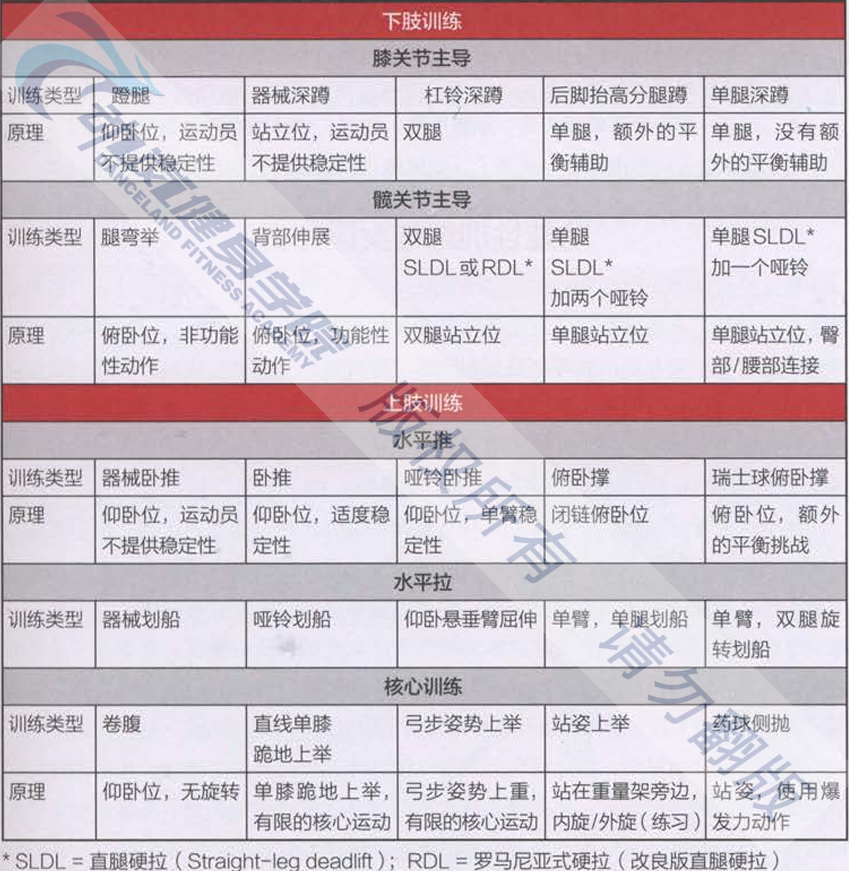 下肢训练
膝关节主导
训练类型 蹬腿 器械深蹲 杠铃深蹲 后脚抬高分腿蹲 单腿深蹲
原理 仰卧位，运动员 站立位，运动员 双腿 单腿，额外的平 单腿，没有额
不提供稳定性 不提供稳定性 衡辅助 外的平衡辅助
髋关节主导
训练类型 腿弯举 背部伸展 双腿 单腿 单腿SLDL*
SLDL或RDL* SLDL* 加一个哑铃
加两个哑铃
原理 俯卧位，非功能 俯卧位，功能性 双腿站立位 单腿站立位 单腿站立位，臀
性动作 动作 部/腰部连接
上肢训练
水平推
训练类型 器械卧推 卧推 哑铃卧推 俯卧撑 瑞士球俯卧撑
原理 仰卧位，运动员 仰卧位，适度稳 仰卧位，单臂稳 闭链俯卧位 俯卧位，额外
不提供稳定性 定性 定性 的平衡挑战
水平拉
训练类型 器械划船 哑铃划船 仰卧悬垂臂屈伸 单臂，单腿划船 单臂，双腿旋
转划船
核心训练
训练类型 卷腹 直线单膝 弓步姿势上举 站姿上举 药球侧抛
跪地上举
原理 仰卧位，无旋转 单膝跪地上举， 弓步姿势上重， 站在重量架旁边， 站姿，使用爆
有限的核心运动 有限的核心运动 内旋/外旋（练习） 发力动作
* SLDL = 直腿硬拉（Straight-leg deadlift）；RDL = 罗马尼亚式硬拉（改良版直腿硬拉）
健身学院
LANCELAND FITNESS ACADEMY
版权所有
请勿翻版